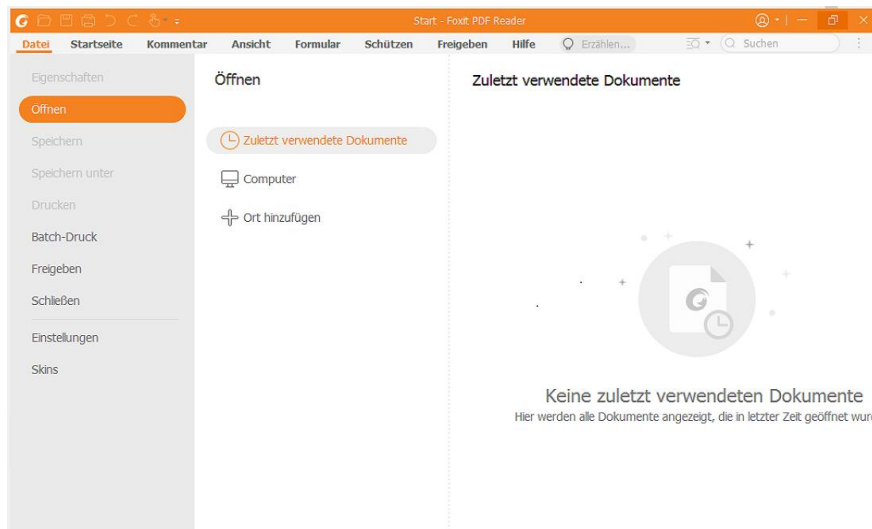 Start - Foxit PDF Reader
Datei Startseite Kommentar Ansicht Formular Schützen Freigeben Hilfe Erzählen... Suchen
Eigenschaften
Öffnen
Speichern
Speichern unter
Drucken
Batch-Druck
Freigeben
Schließen
Einstellungen
Skins
Öffnen
Zuletzt verwendete Dokumente
Computer
Ort hinzufügen
Zuletzt verwendete Dokumente
Keine zuletzt verwendeten Dokumente
Hier werden alle Dokumente angezeigt, die in letzter Zeit geöffnet